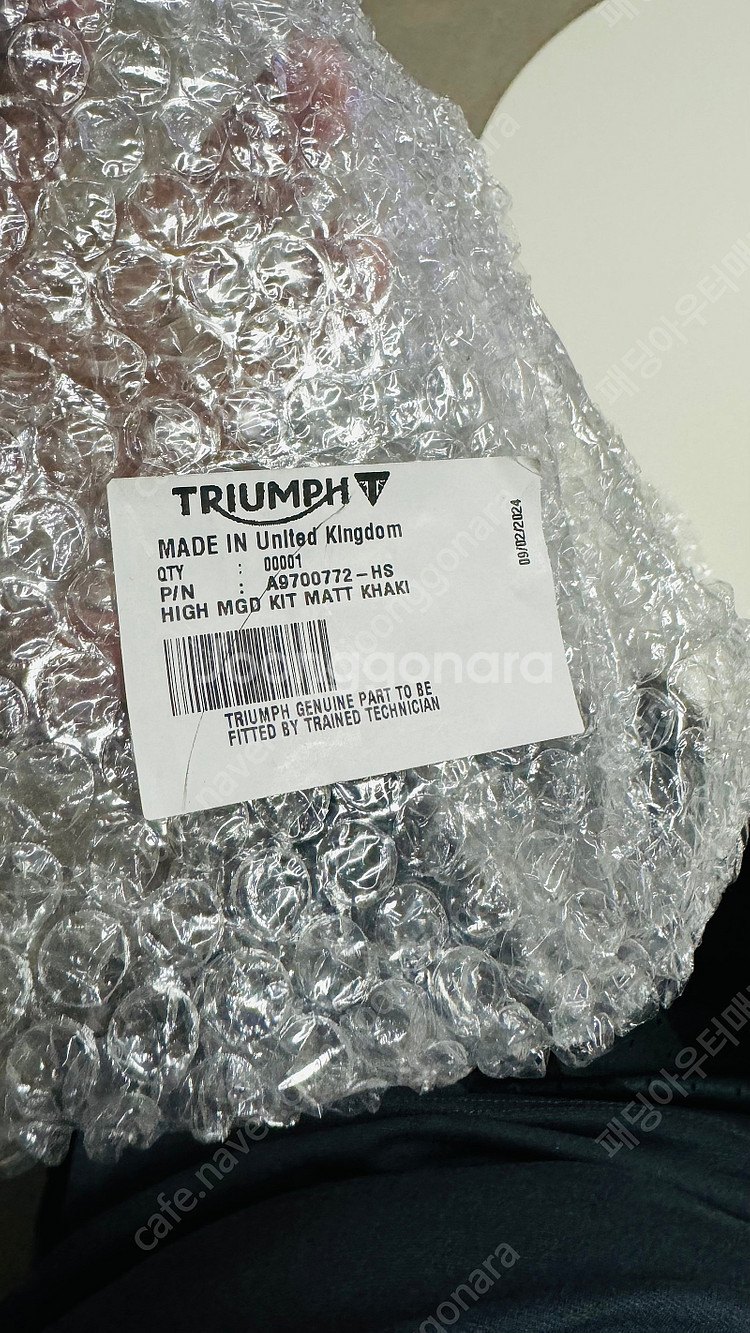 TRIUMPH
MADE IN United Kingdom
09/02/2024
QTY : 00001
P/N : A9700772-HS
HIGH MGD KIT MATT KHAKI
Joonggonara
TRIUMPH GENUINE PART TO BE
FITTED BY TRAINED TECHNICIAN